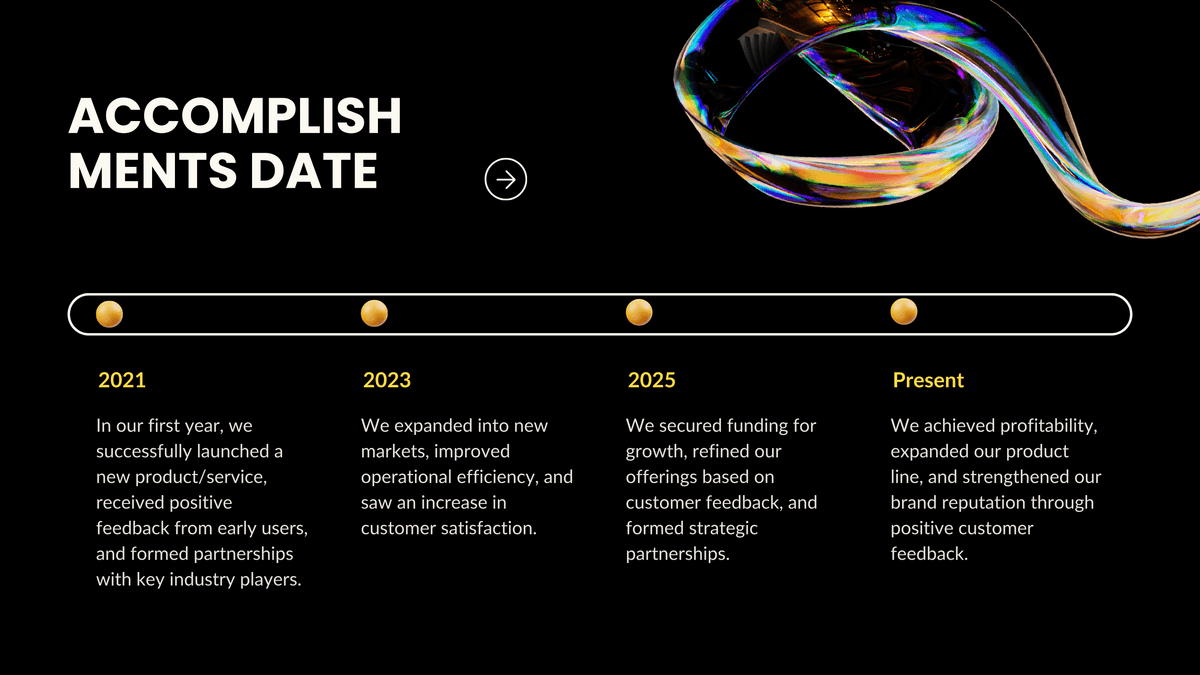 ACCOMPLISH
MENTS DATE
2021
In our first year, we
successfully launched a
new product/service,
received positive
feedback from early users,
and formed partnerships
with key industry players.
2023
We expanded into new
markets, improved
operational efficiency, and
saw an increase in
customer satisfaction.
2025
We secured funding for
growth, refined our
offerings based on
customer feedback, and
formed strategic
partnerships.
Present
We achieved profitability,
expanded our product
line, and strengthened our
brand reputation through
positive customer
feedback.